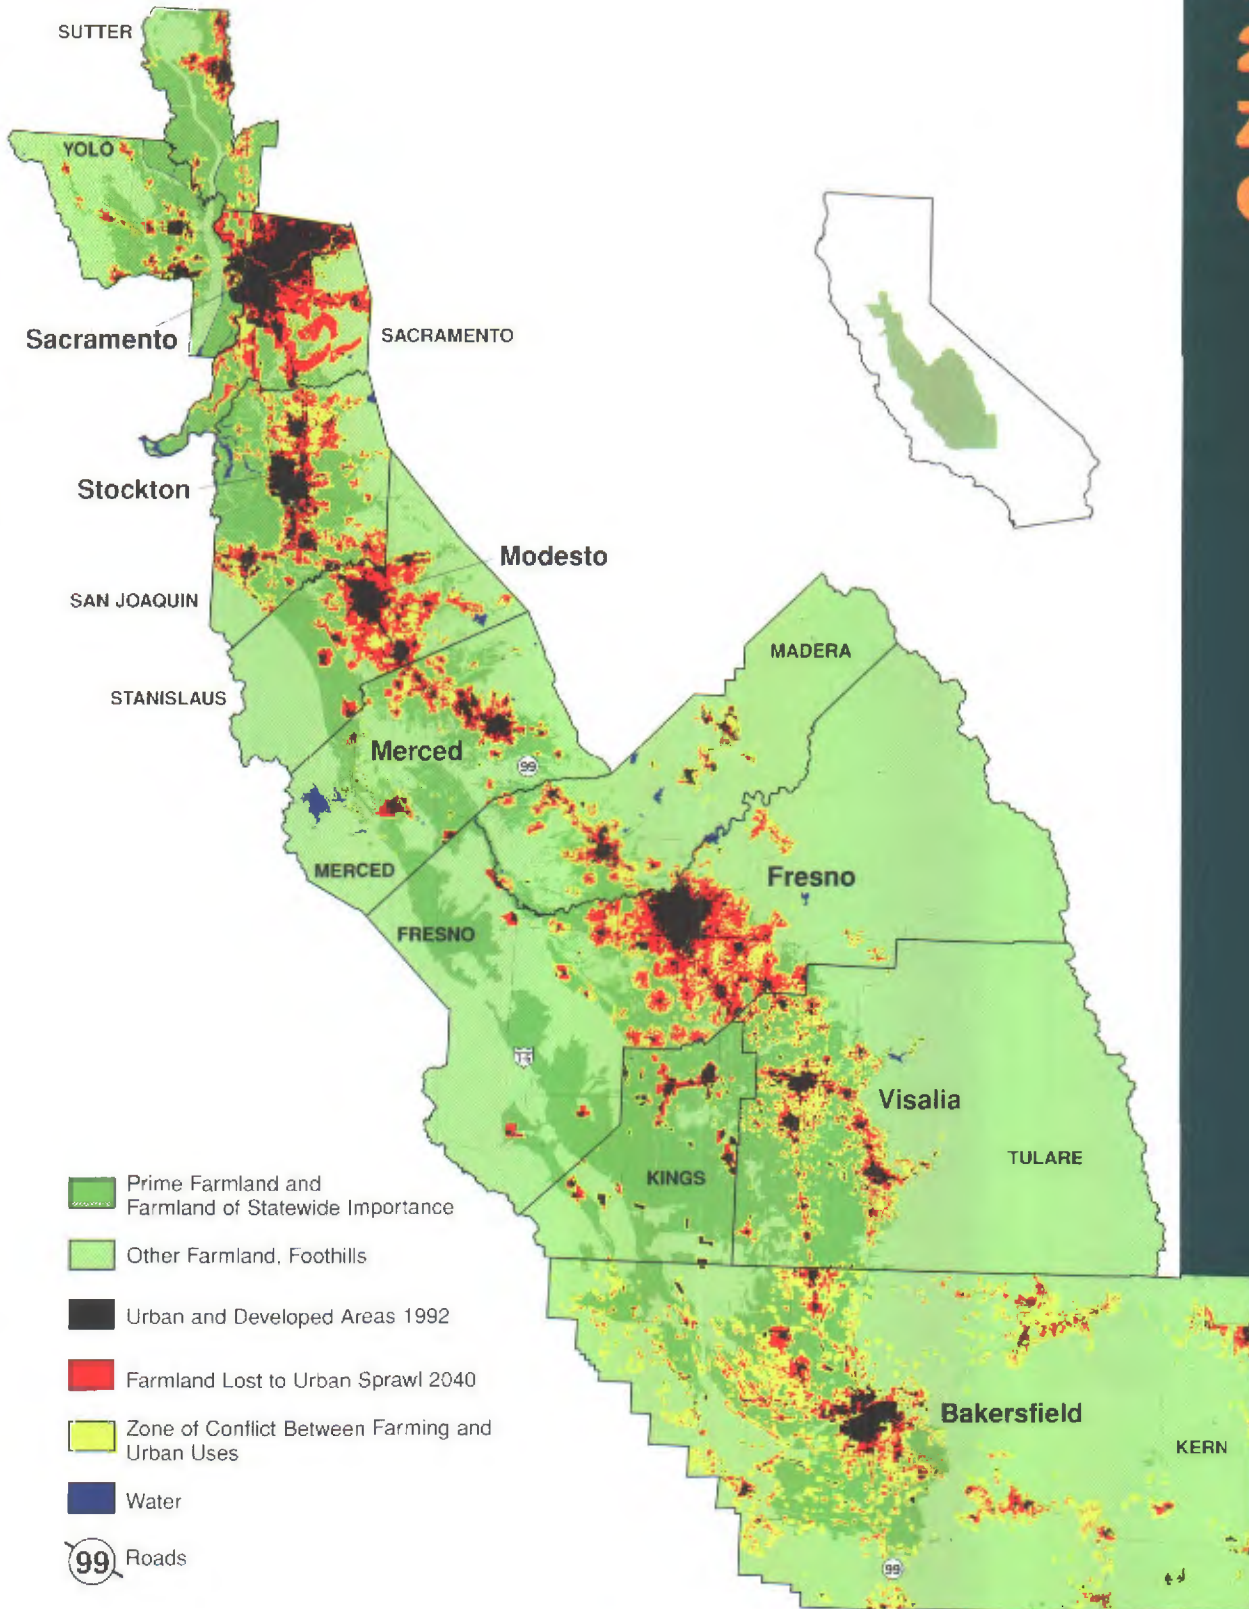 SUTTER
YOLO
Sacramento
SACRAMENTO
Stockton
Modesto
SAN JOAQUIN
STANISLAUS
MADERA
Merced
99
MERCED
Fresno
FRESNO
Visalia
TULARE
KINGS
Bakersfield
KERN
99
Prime Farmland and
Farmland of Statewide Importance
Other Farmland, Foothills
Urban and Developed Areas 1992
Farmland Lost to Urban Sprawl 2040
Zone of Conflict Between Farming and
Urban Uses
Water
99 Roads